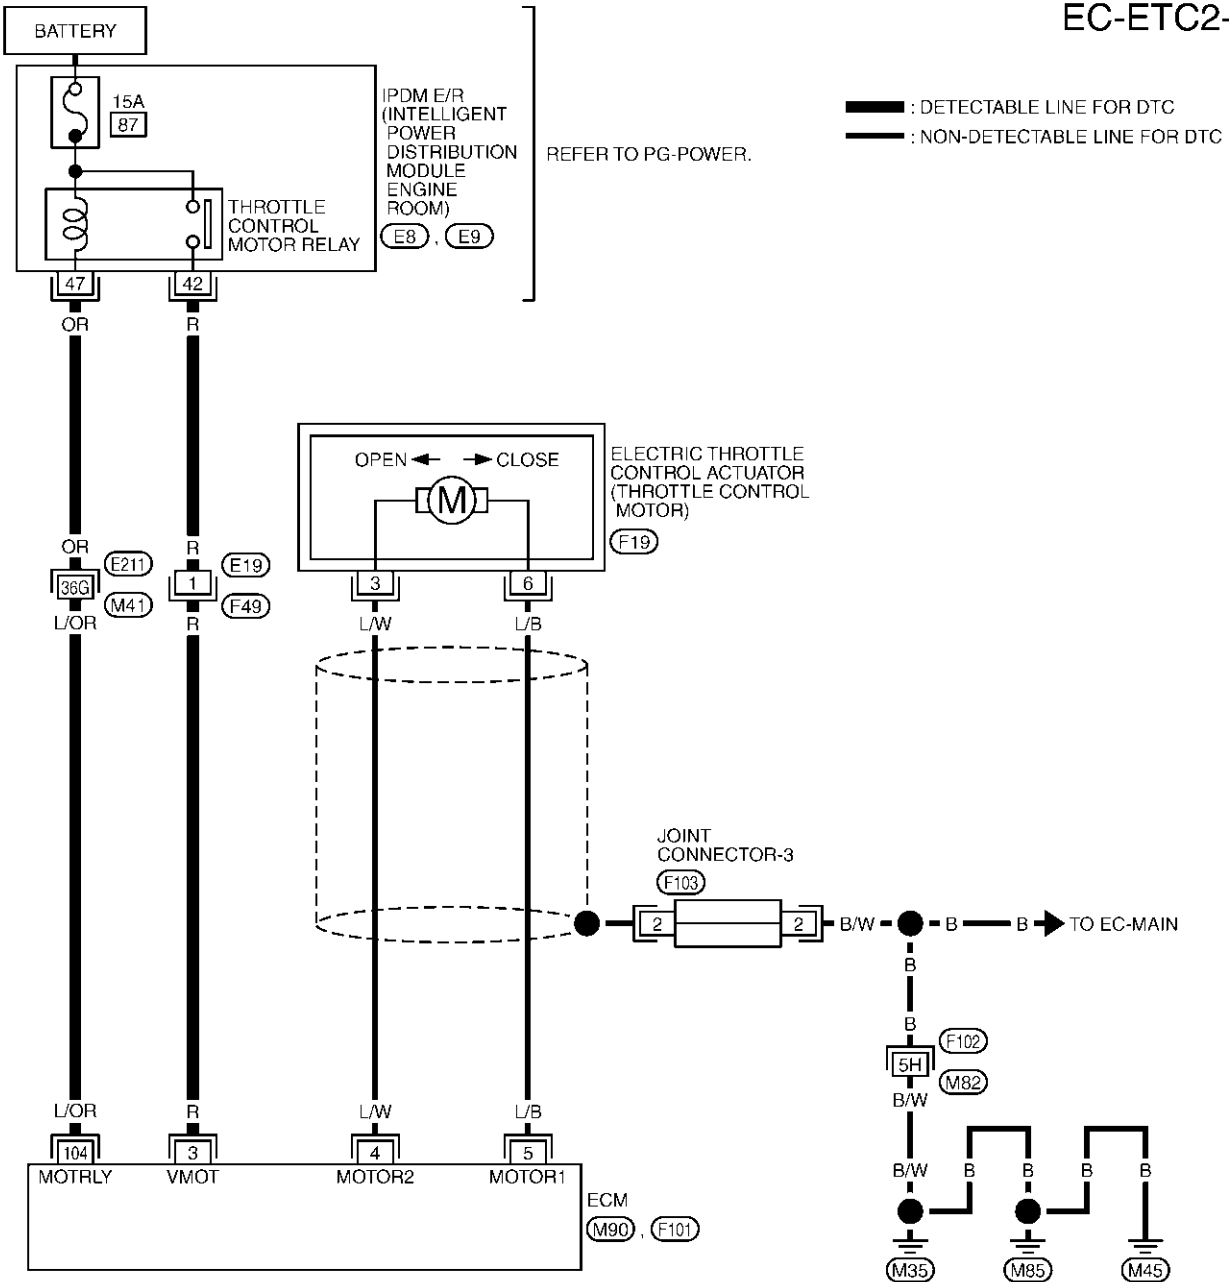 EC-ETC2-
BATTERY
15A
87
IPDM E/R
(INTELLIGENT
POWER
DISTRIBUTION
MODULE
ENGINE
ROOM)
E8 , E9
REFER TO PG-POWER.
: DETECTABLE LINE FOR DTC
: NON-DETECTABLE LINE FOR DTC
THROTTLE
CONTROL
MOTOR RELAY
47
42
OR
R
OPEN
CLOSE
M
ELECTRIC THROTTLE
CONTROL ACTUATOR
(THROTTLE CONTROL
MOTOR)
F19
OR
R
E211
E19
36G
1
3
6
M41
F49
L/OR
R
L/W
L/B
JOINT
CONNECTOR-3
F103
2
2
B/W
B
B
TO EC-MAIN
B
B
F102
5H
M82
B/W
L/OR
R
L/W
L/B
104
3
4
5
MOTRLY
VMOT
MOTOR2
MOTOR1
ECM
M90 , F101
B/W
B
B
B
B
M35
M85
M45